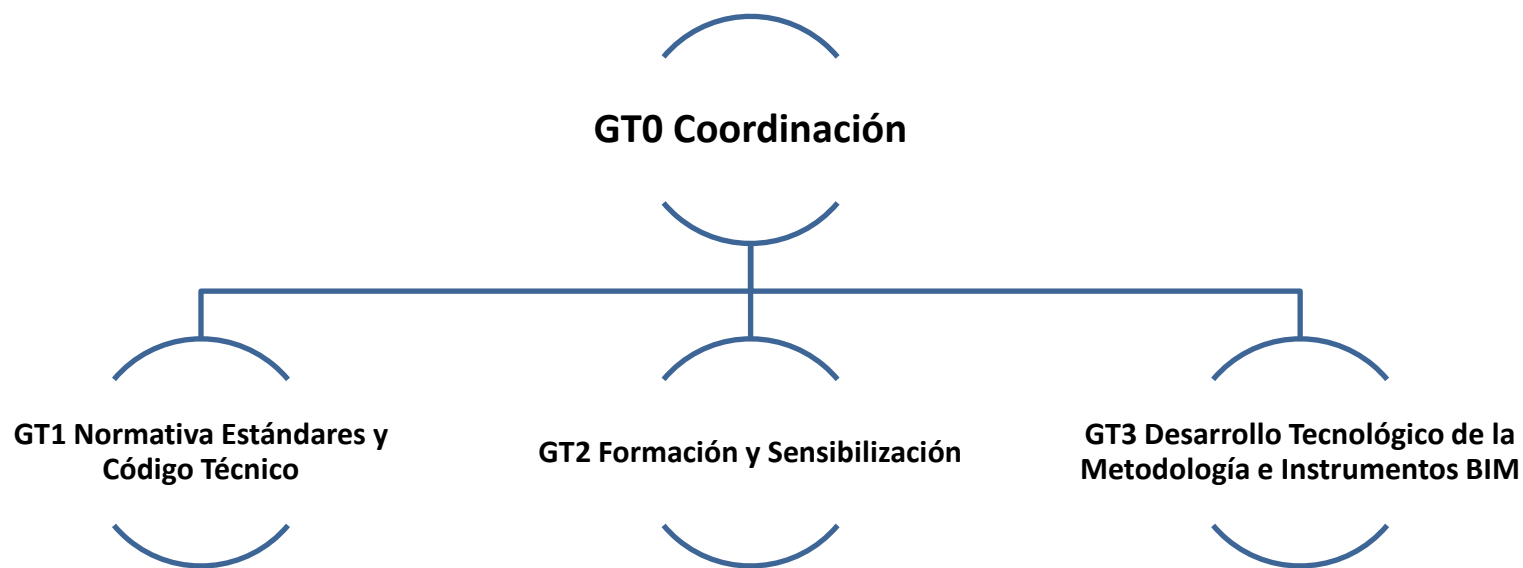 GT0 Coordinación
GT1 Normativa Estándares y
Código Técnico
GT2 Formación y Sensibilización
GT3 Desarrollo Tecnológico de la
Metodología e Instrumentos BIM